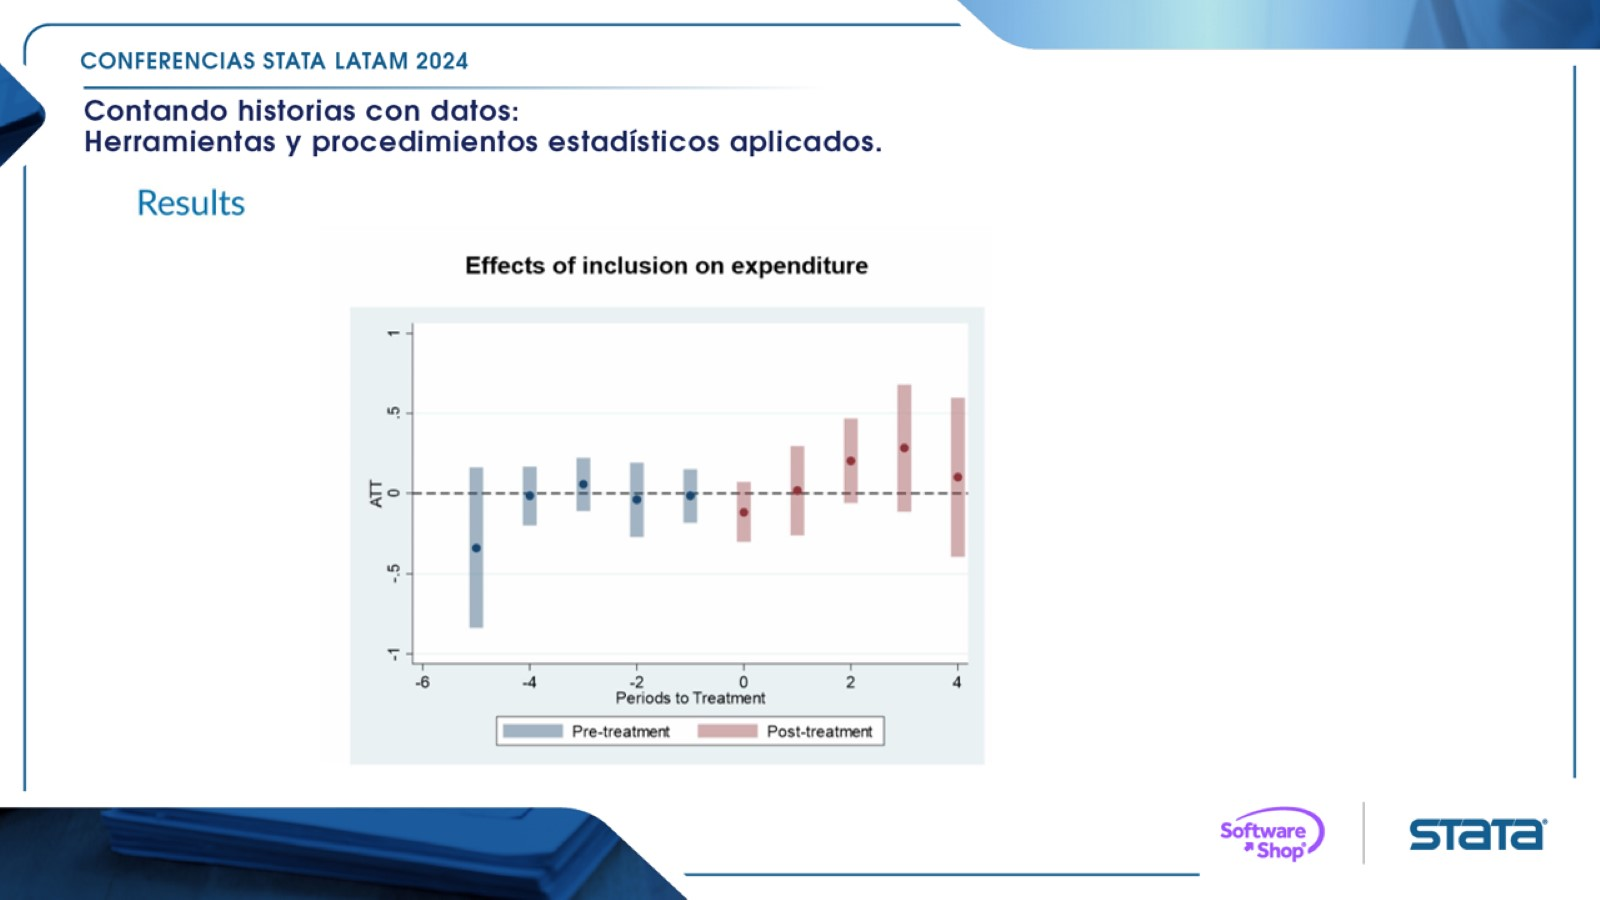 CONFERENCIAS STATA LATAM 2024
Contando historias con datos:
Herramientas y procedimientos estadísticos aplicados.
Results
Effects of inclusion on expenditure
1
.5
0
-.5
-1
ATT
-6 -4 -2 0 2 4
Periods to Treatment
Pre-treatment Post-treatment
Software
Shop
STATA®